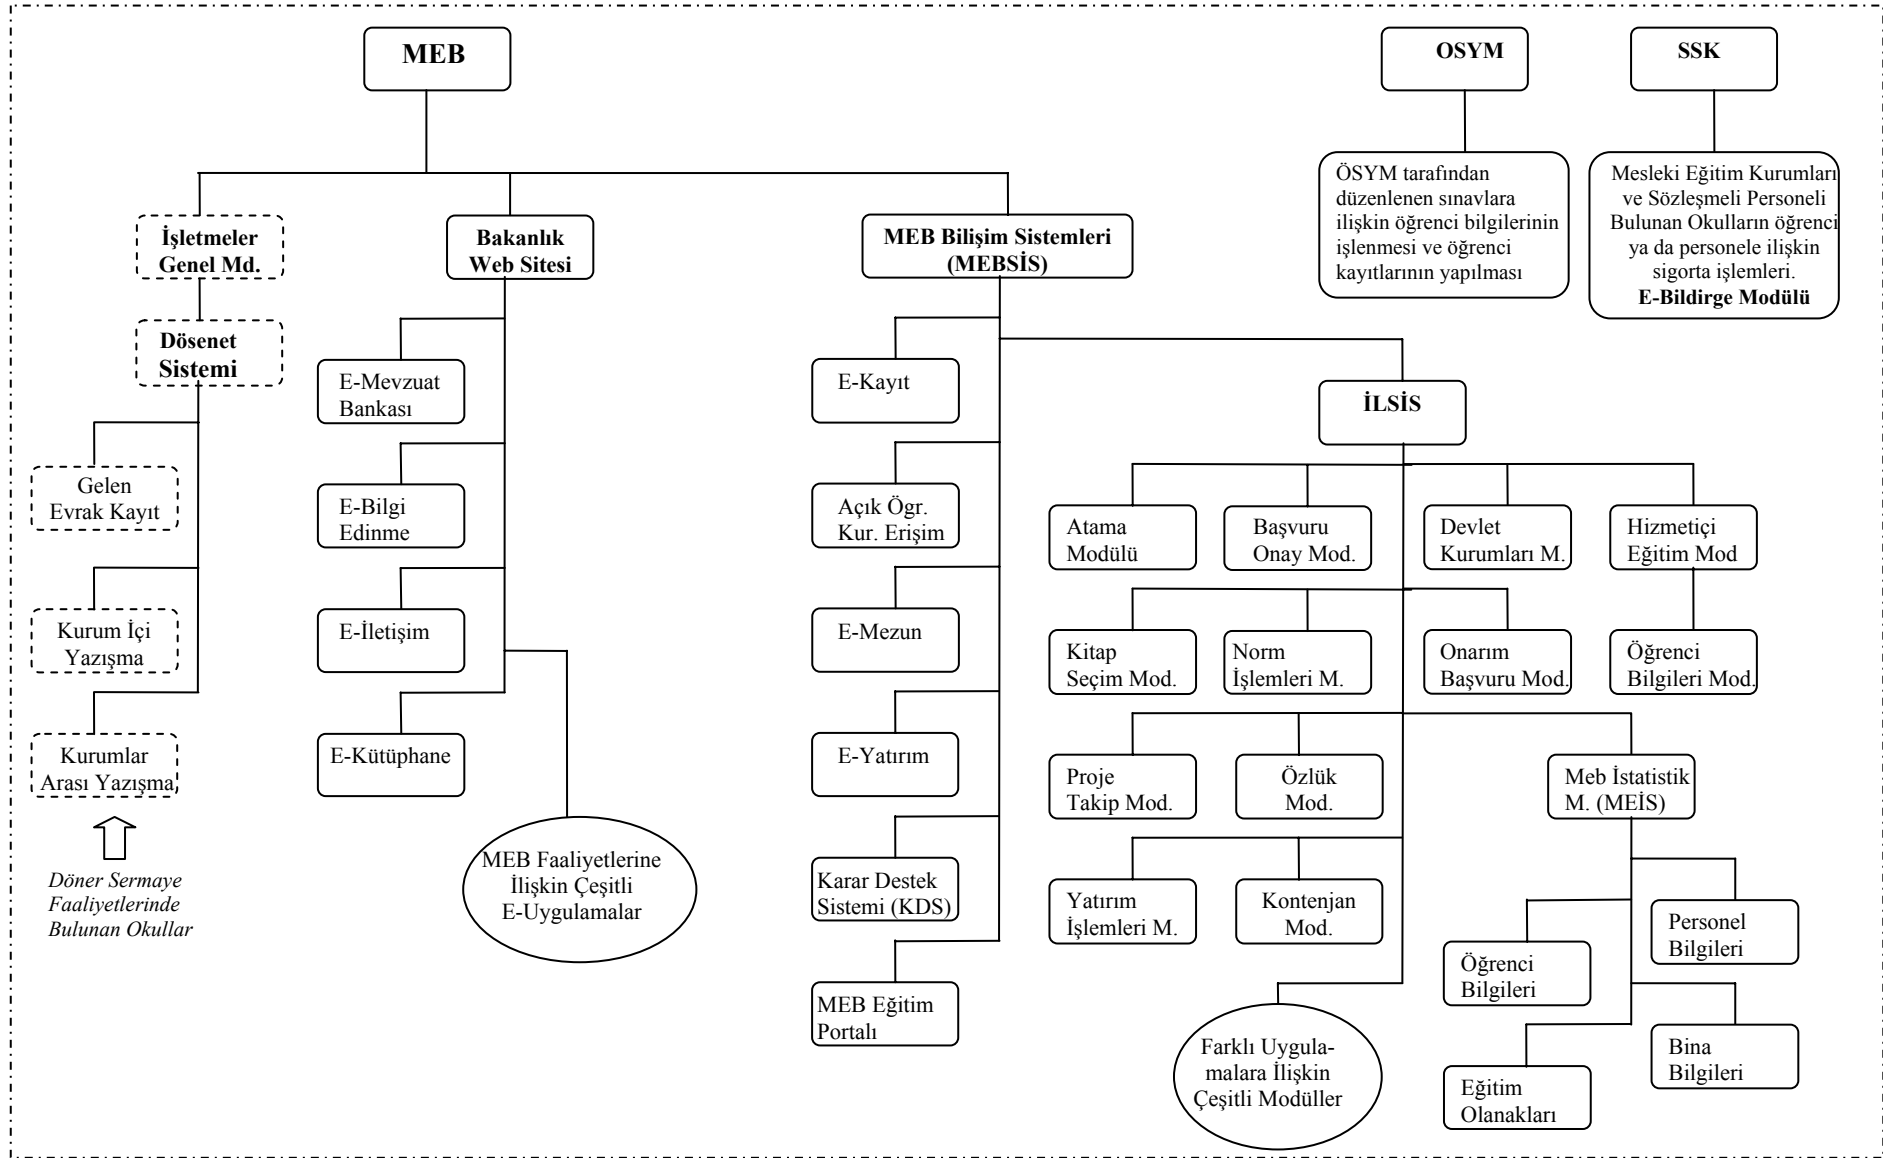 MEB
OSYM
SSK
ÖSYM tarafından
düzenlenen sınavlara
ilişkin öğrenci bilgilerinin
işlenmesi ve öğrenci
kayıtlarının yapılması
Mesleki Eğitim Kurumları
ve Sözleşmeli Personeli
Bulunan Okulların öğrenci
ya da personele ilişkin
sigorta işlemleri.
E-Bildirge Modülü
İşletmeler
Genel Md.
Bakanlık
Web Sitesi
MEB Bilişim Sistemleri
(MEBSİS)
Dösenet
Sistemi
Gelen
Evrak Kayıt
Kurum İçi
Yazışma
Kurumlar
Arası Yazışma
Döner Sermaye
Faaliyetlerinde
Bulunan Okullar
E-Mevzuat
Bankası
E-Bilgi
Edinme
E-İletişim
E-Kütüphane
MEB Faaliyetlerine
İlişkin Çeşitli
E-Uygulamalar
E-Kayıt
Açık Ögr.
Kur. Erişim
E-Mezun
E-Yatırım
Karar Destek
Sistemi (KDS)
MEB Eğitim
Portalı
İLSİS
Atama
Modülü
Başvuru
Onay Mod.
Devlet
Kurumları M.
Hizmetiçi
Eğitim Mod
Kitap
Seçim Mod.
Norm
İşlemleri M.
Onarım
Başvuru Mod.
Öğrenci
Bilgileri Mod.
Proje
Takip Mod.
Özlük
Mod.
Meb İstatistik
M. (MEİS)
Yatırım
İşlemleri M.
Kontenjan
Mod.
Personel
Bilgileri
Öğrenci
Bilgileri
Bina
Bilgileri
Eğitim
Olanakları
Farklı Uygula-
malara İlişkin
Çeşitli Modüller